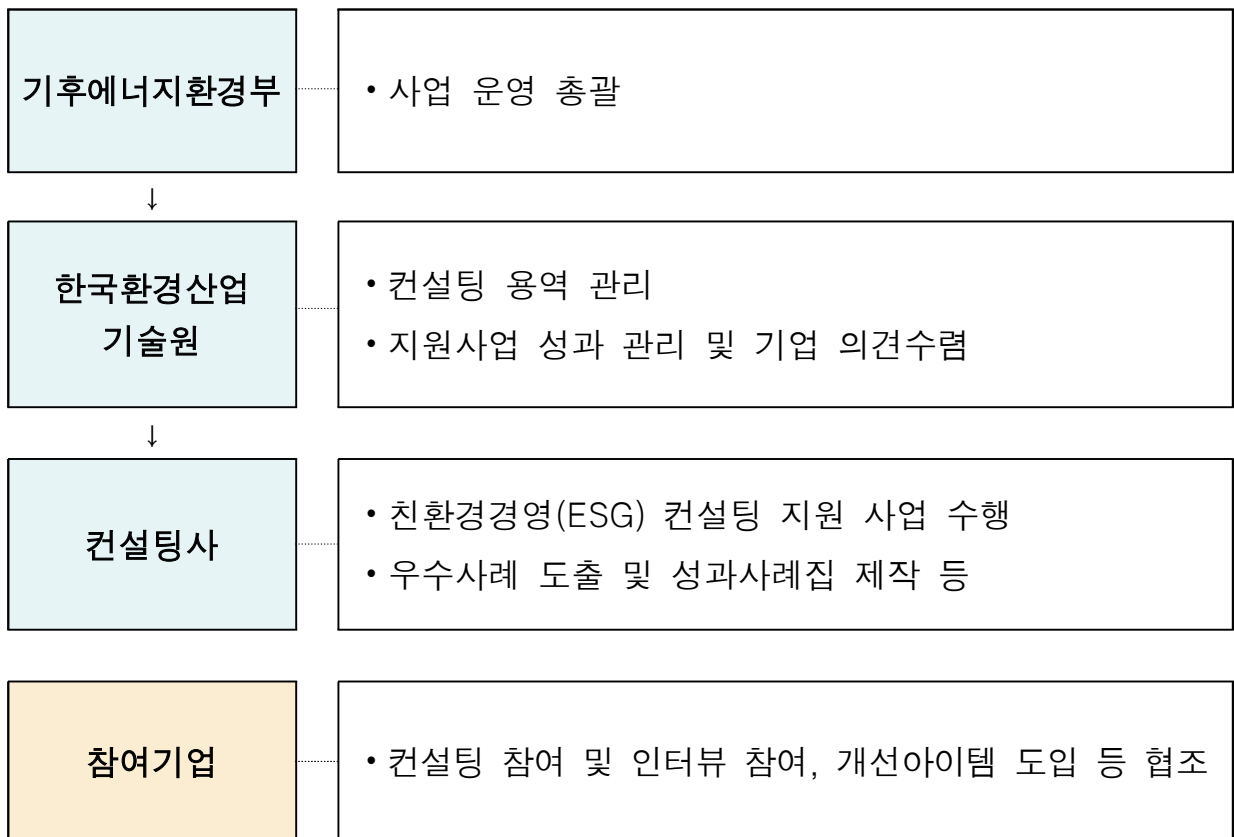 기후에너지환경부
• 사업 운영 총괄
↓
한국환경산업
기술원
• 컨설팅 용역 관리
• 지원사업 성과 관리 및 기업 의견수렴
↓
컨설팅사
• 친환경경영(ESG) 컨설팅 지원 사업 수행
• 우수사례 도출 및 성과사례집 제작 등
참여기업
• 컨설팅 참여 및 인터뷰 참여, 개선아이템 도입 등 협조